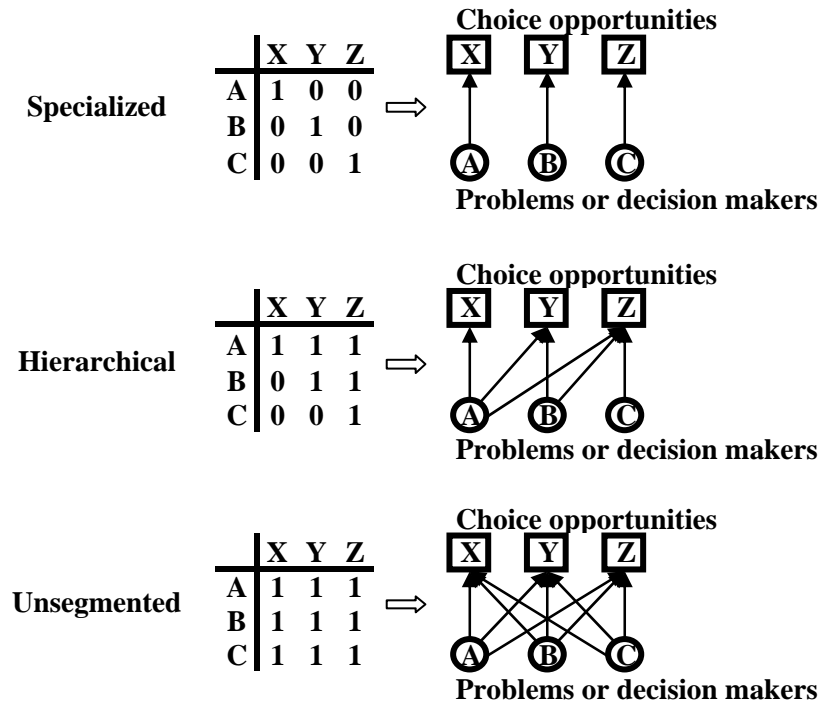 Choice opportunities
X Y Z X Y Z
A 1 0 0
Specialized B 0 1 0
C 0 0 1 A B C
Problems or decision makers
Choice opportunities
X Y Z X Y Z
A 1 1 1
Hierarchical B 0 1 1
C 0 0 1 A B C
Problems or decision makers
Choice opportunities
X Y Z X Y Z
A 1 1 1
Unsegmented B 1 1 1
C 1 1 1 A B C
Problems or decision makers